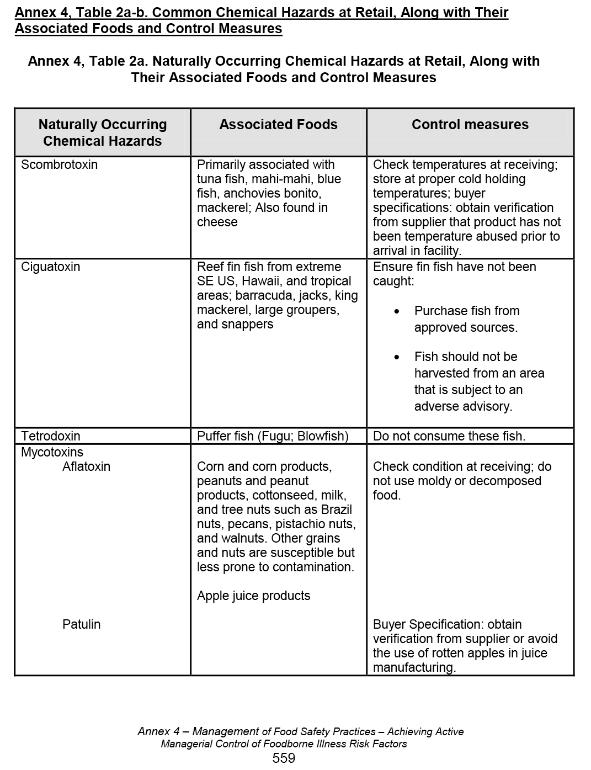 Annex 4, Table 2a-b. Common Chemical Hazards at Retail, Along with Their
Associated Foods and Control Measures
Annex 4, Table 2a. Naturally Occurring Chemical Hazards at Retail, Along with
Their Associated Foods and Control Measures
Naturally Occurring
Chemical Hazards
Associated Foods
Control measures
Scombrotoxin
Primarily associated with
tuna fish, mahi-mahi, blue
fish, anchovies bonito,
mackerel; Also found in
cheese
Check temperatures at receiving;
store at proper cold holding
temperatures; buyer
specifications: obtain verification
from supplier that product has not
been temperature abused prior to
arrival in facility.
Ciguatoxin
Reef fin fish from extreme
SE US, Hawaii, and tropical
areas; barracuda, jacks, king
mackerel, large groupers,
and snappers
Ensure fin fish have not been
caught:
• Purchase fish from
approved sources.
• Fish should not be
harvested from an area
that is subject to an
adverse advisory.
Tetrodoxin
Puffer fish (Fugu; Blowfish)
Do not consume these fish.
Mycotoxins
Aflatoxin
Corn and corn products,
peanuts and peanut
products, cottonseed, milk,
and tree nuts such as Brazil
nuts, pecans, pistachio nuts,
and walnuts. Other grains
and nuts are susceptible but
less prone to contamination.
Check condition at receiving; do
not use moldy or decomposed
food.
Apple juice products
Patulin
Buyer Specification: obtain
verification from supplier or avoid
the use of rotten apples in juice
manufacturing.
Annex 4 – Management of Food Safety Practices – Achieving Active
Managerial Control of Foodborne Illness Risk Factors
559